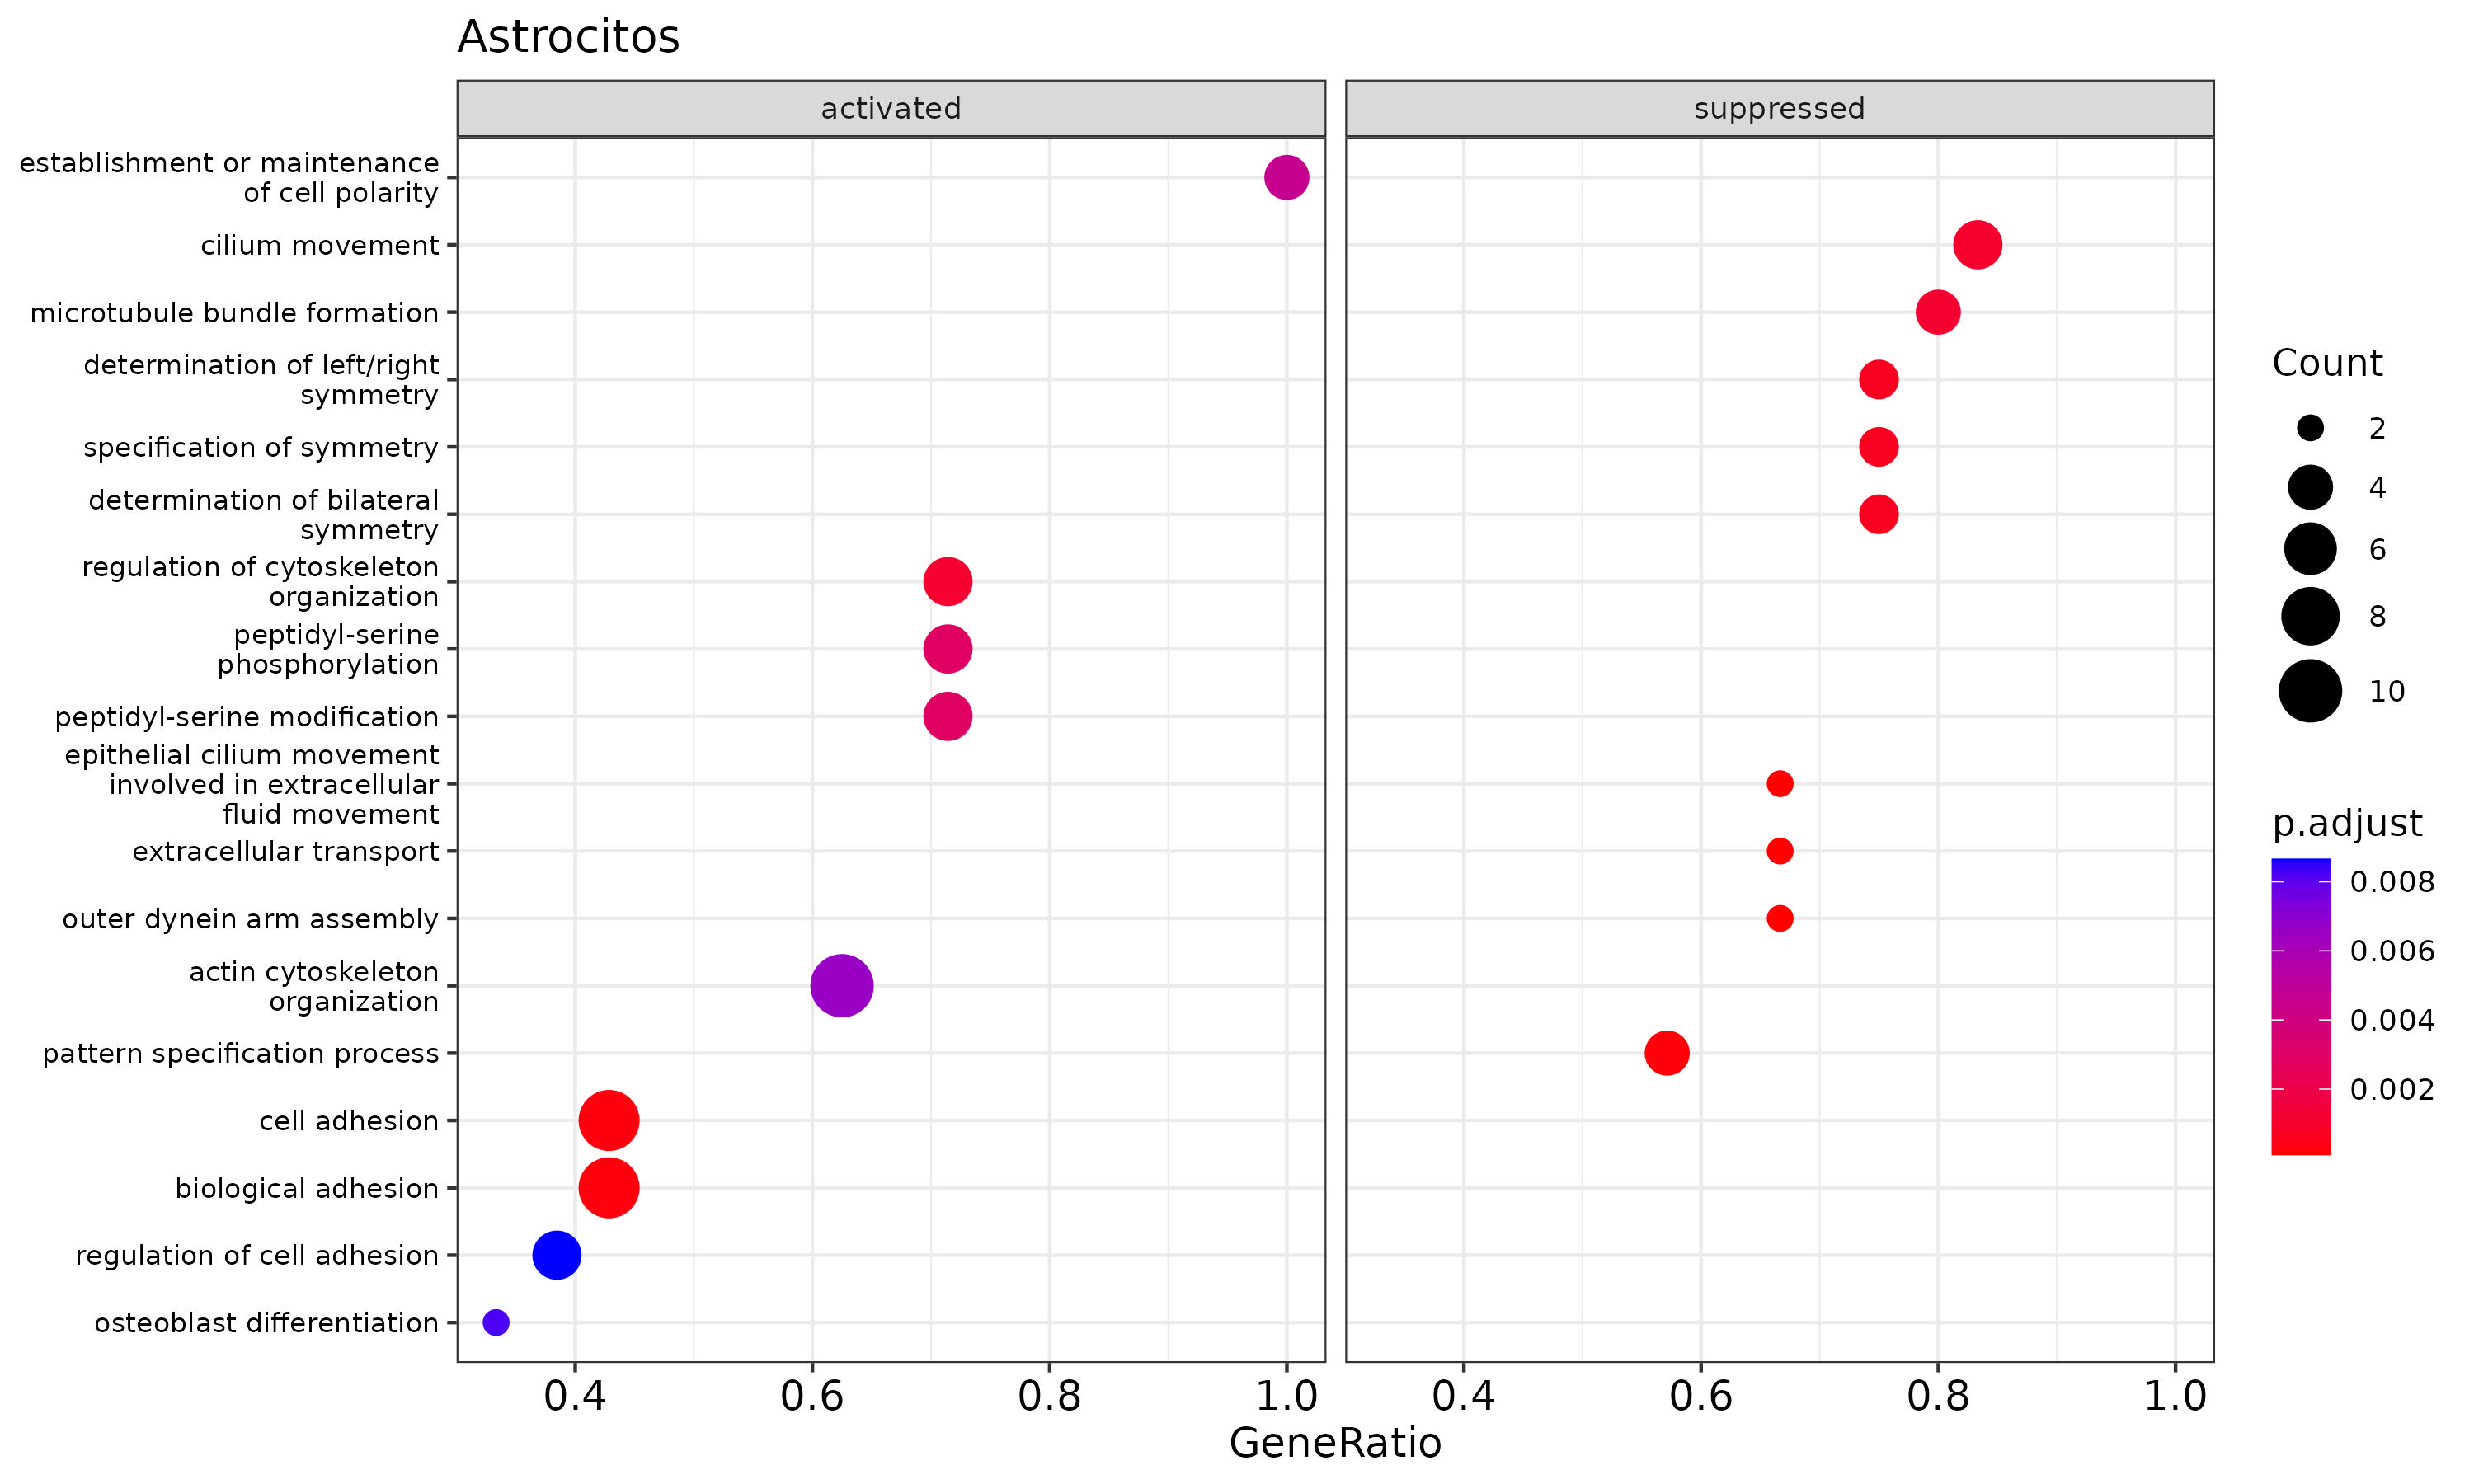 Astrocitos
activated
suppressed
establishment or maintenance
of cell polarity
cilium movement
microtubule bundle formation
determination of left/right
symmetry
specification of symmetry
determination of bilateral
symmetry
regulation of cytoskeleton
organization
peptidyl-serine
phosphorylation
peptidyl-serine modification
epithelial cilium movement
involved in extracellular
fluid movement
extracellular transport
outer dynein arm assembly
actin cytoskeleton
organization
pattern specification process
cell adhesion
biological adhesion
regulation of cell adhesion
osteoblast differentiation
0.4 0.6 0.8 1.0
0.4 0.6 0.8 1.0
GeneRatio
Count
2
4
6
8
10
p.adjust
0.008
0.006
0.004
0.002